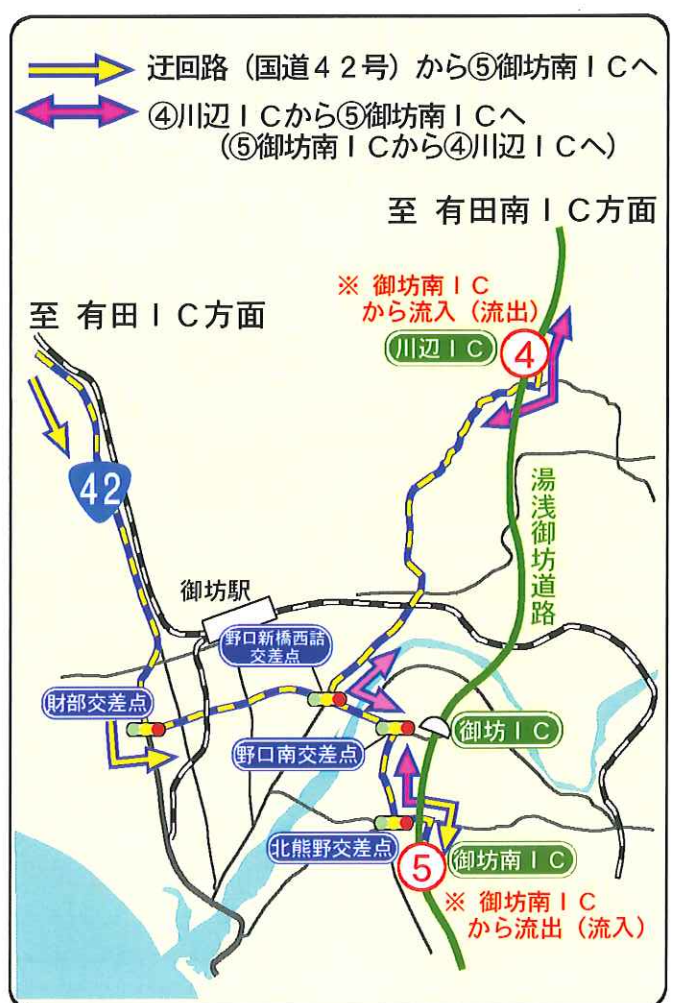 迂回路（国道４２号）から⑤御坊南ＩＣへ
④川辺ＩＣから⑤御坊南ＩＣへ
（⑤御坊南ＩＣから④川辺ＩＣへ）
至 有田南ＩＣ方面
※ 御坊南ＩＣ
から流入（流出）
至 有田ＩＣ方面
川辺ＩＣ
④
42
湯浅御坊道路
御坊駅
野口新橋西詰
交差点
財部交差点
野口南交差点
御坊ＩＣ
北熊野交差点
⑤
御坊南ＩＣ
※ 御坊南ＩＣ
から流出（流入）